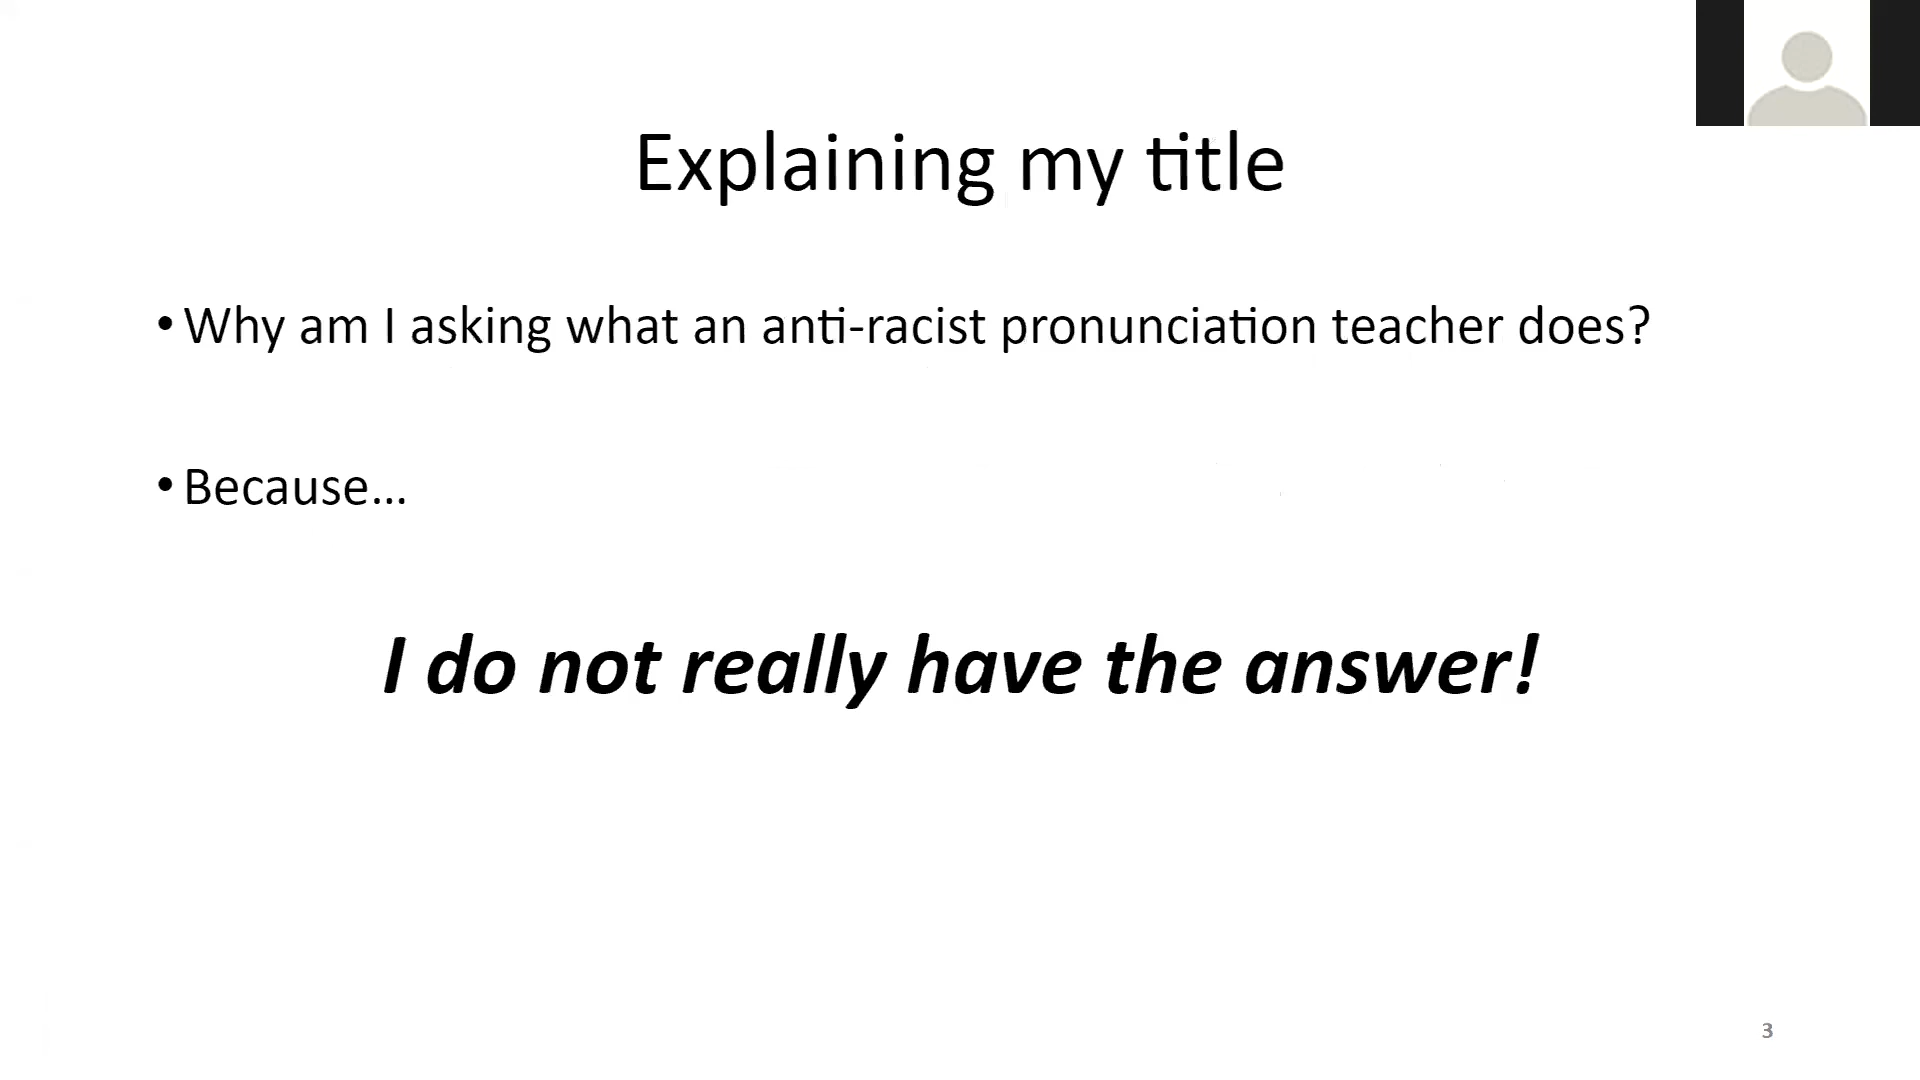 Explaining my title
• Why am I asking what an anti-racist pronunciation teacher does?
• Because…
I do not really have the answer!
3